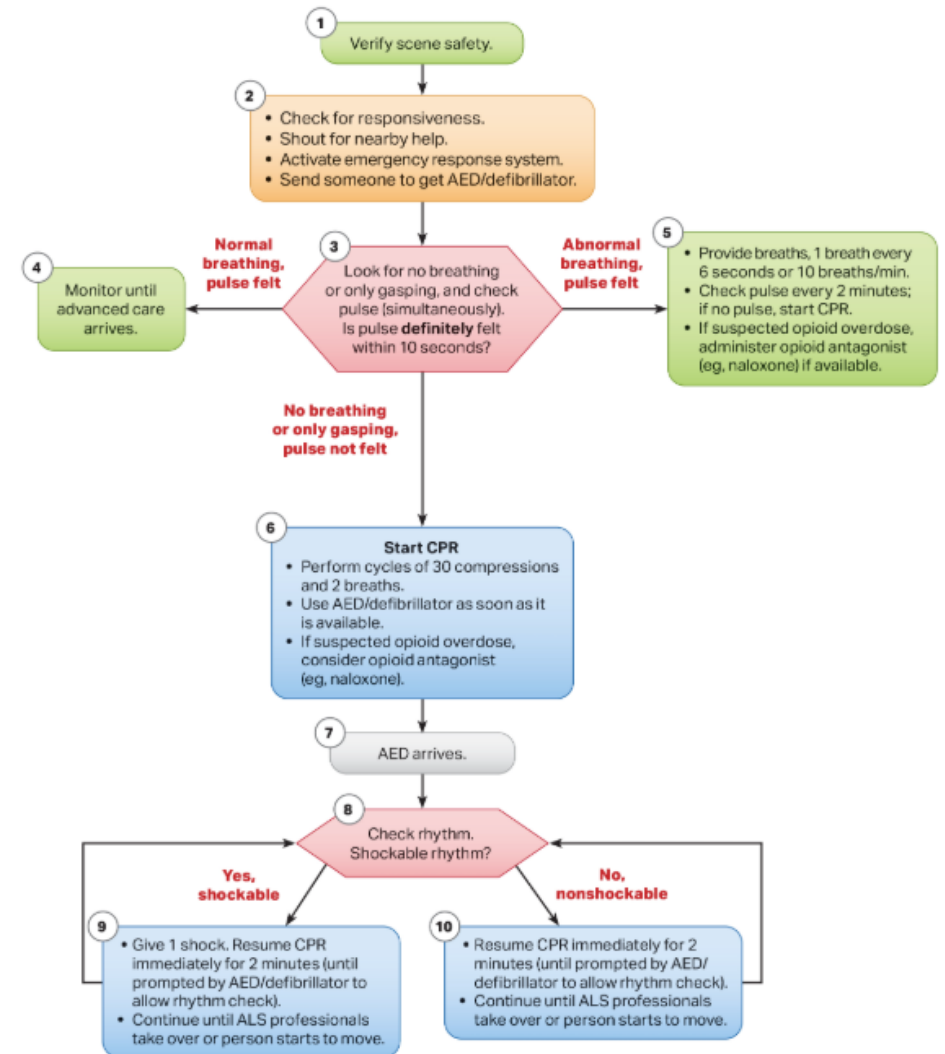 1
Verify scene safety.
2
• Check for responsiveness.
• Shout for nearby help.
• Activate emergency response system.
• Send someone to get AED/defibrillator.
3
Look for no breathing
or only gasping, and check
pulse (simultaneously).
Is pulse definitely felt
within 10 seconds?
Normal
breathing,
pulse felt
4
Monitor until
advanced care
arrives.
Abnormal
breathing,
pulse felt
5
• Provide breaths, 1 breath every
6 seconds or 10 breaths/min.
• Check pulse every 2 minutes;
if no pulse, start CPR.
• If suspected opioid overdose,
administer opioid antagonist
(eg, naloxone) if available.
No breathing
or only gasping,
pulse not felt
6
Start CPR
• Perform cycles of 30 compressions
and 2 breaths.
• Use AED/defibrillator as soon as it
is available.
• If suspected opioid overdose,
consider opioid antagonist
(eg, naloxone).
7
AED arrives.
8
Check rhythm.
Shockable rhythm?
Yes,
shockable
9
• Give 1 shock. Resume CPR
immediately for 2 minutes (until
prompted by AED/defibrillator to
allow rhythm check).
• Continue until ALS professionals
take over or person starts to move.
No,
nonshockable
10
• Resume CPR immediately for 2
minutes (until prompted by AED/
defibrillator to allow rhythm check).
• Continue until ALS professionals
take over or person starts to move.